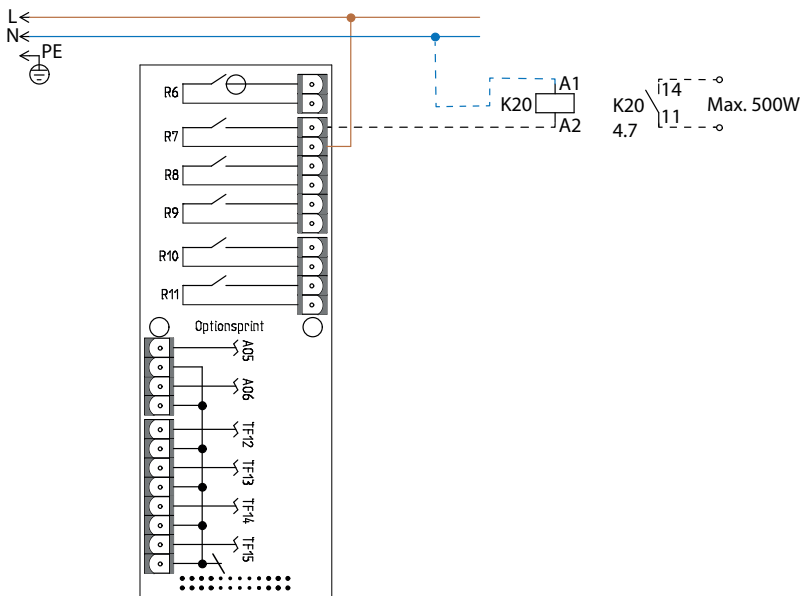 L
N
PE
R6
R7
R8
R9
R10
R11
K20
A1
A2
K20
4.7
14
11
Max. 500W
Optionsprint
A05
A06
TF12
TF13
TF14
TF15